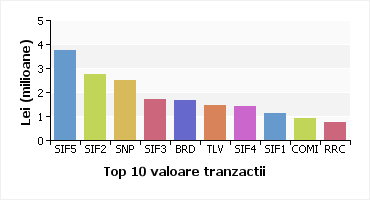 Lei (milioane)
5
4
3
2
1
0
SIF5 SIF2 SNP SIF3 BRD TLV SIF4 SIF1 COMI RRC
Top 10 valoare tranzactii